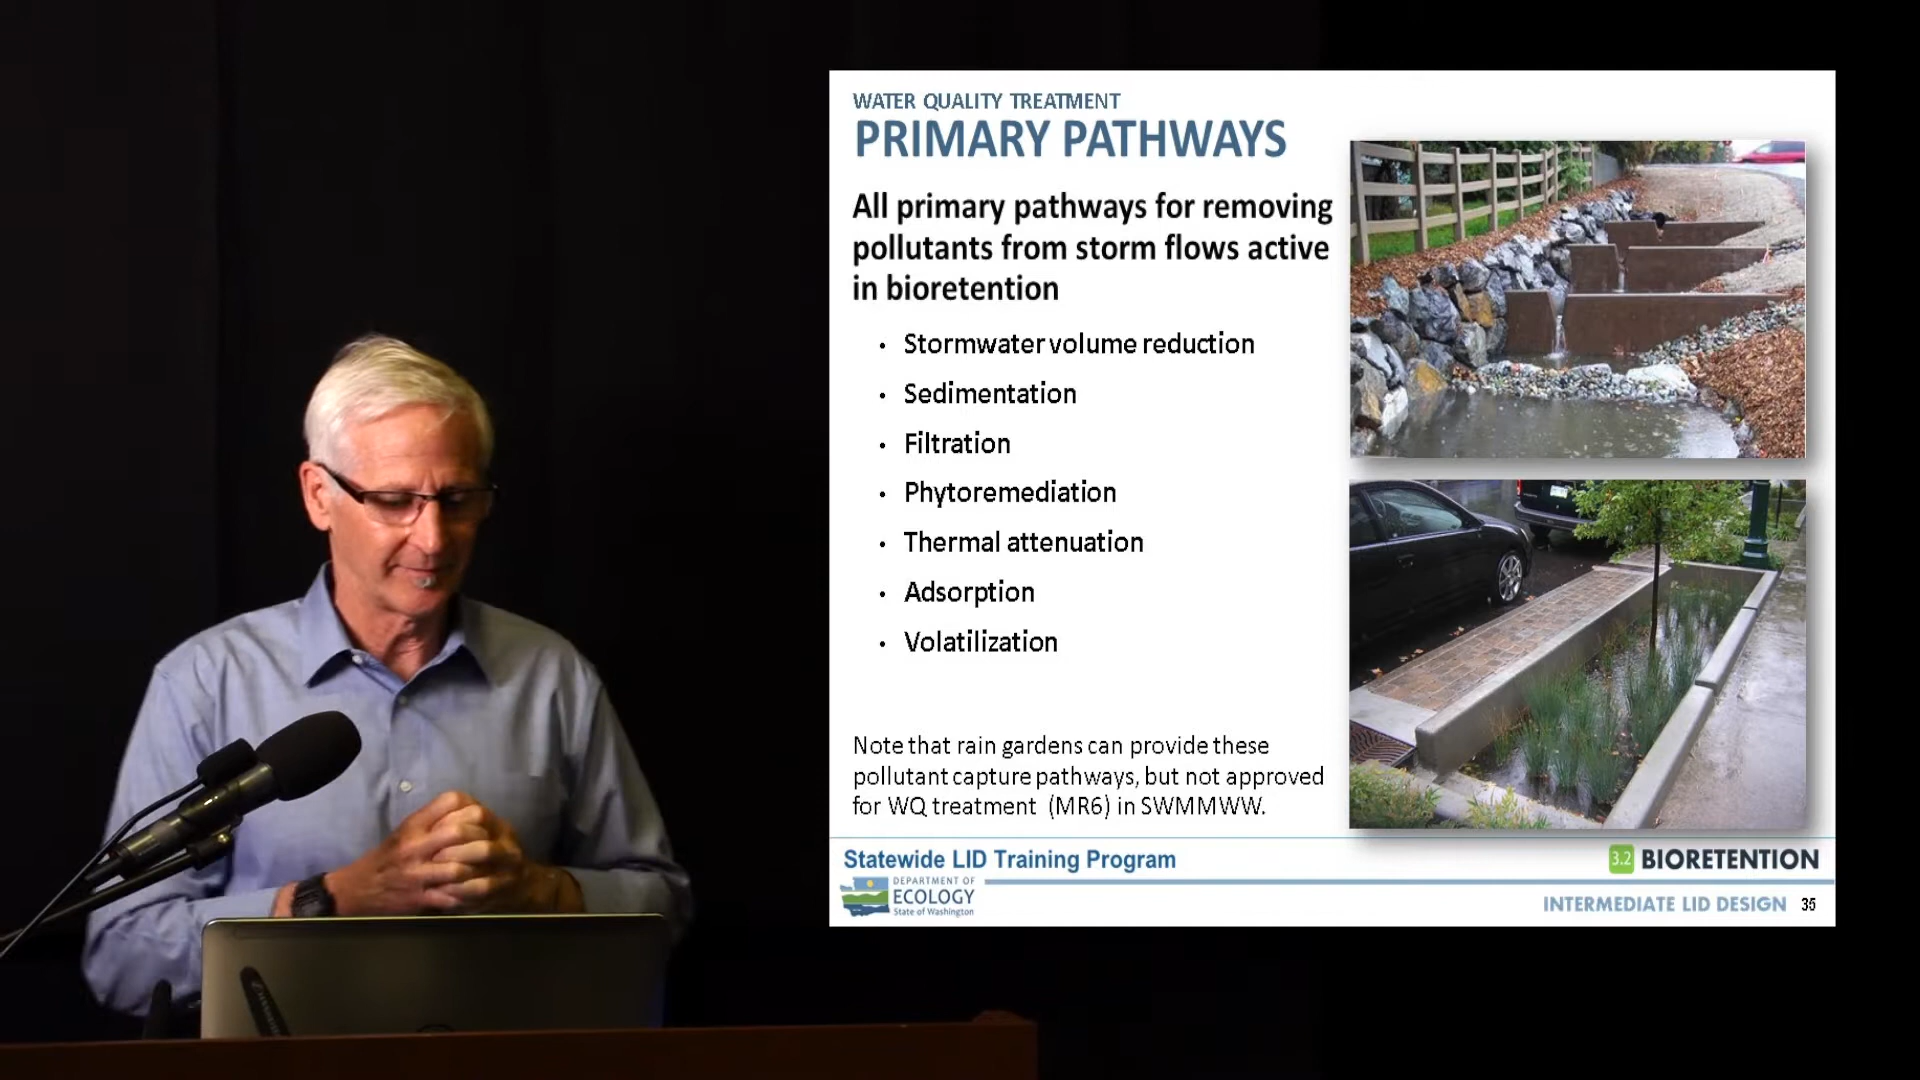 WATER QUALITY TREATMENT
PRIMARY PATHWAYS
All primary pathways for removing
pollutants from storm flows active
in bioretention
• Stormwater volume reduction
• Sedimentation
• Filtration
• Phytoremediation
• Thermal attenuation
• Adsorption
• Volatilization
Note that rain gardens can provide these
pollutant capture pathways, but not approved
for WQ treatment (MR6) in SWMMWW.
Statewide LID Training Program
3.2 BIORETENTION
DEPARTMENT OF
ECOLOGY
State of Washington
INTERMEDIATE LID DESIGN 35